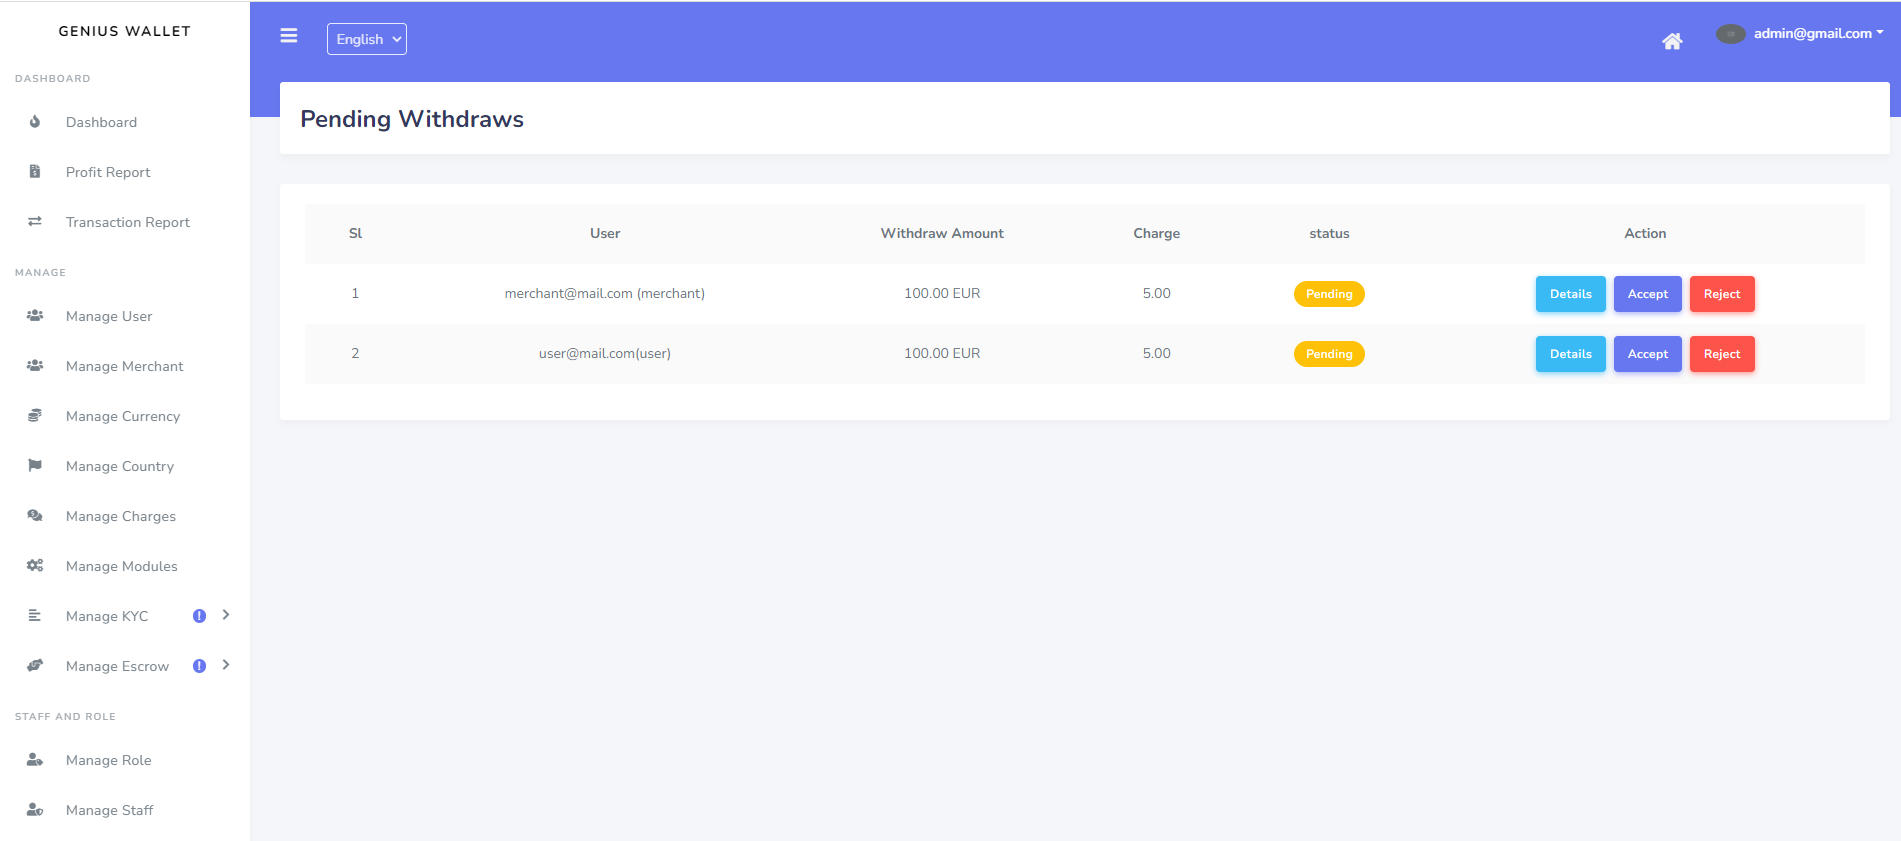 GENIUS WALLET
English
admin@gmail.com
DASHBOARD
Dashboard
Profit Report
Transaction Report
MANAGE
Manage User
Manage Merchant
Manage Currency
Manage Country
Manage Charges
Manage Modules
Manage KYC !
Manage Escrow !
STAFF AND ROLE
Manage Role
Manage Staff
Pending Withdraws
Sl User Withdraw Amount Charge status Action
1 merchant@mail.com (merchant) 100.00 EUR 5.00 Pending Details Accept Reject
2 user@mail.com(user) 100.00 EUR 5.00 Pending Details Accept Reject